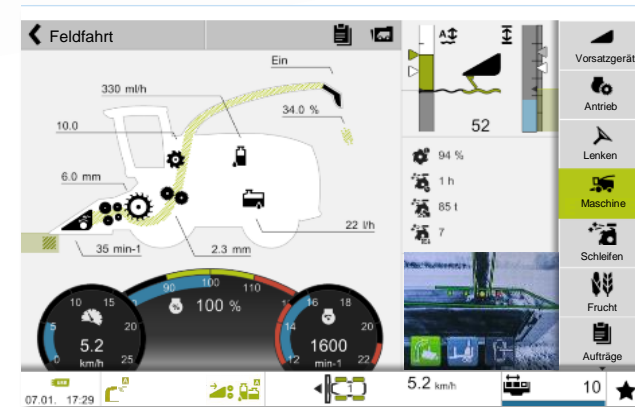 Feldfahrt
Ein
330 ml/h
34.0 %
10.0
6.0 mm
22 l/h
35 min-1
2.3 mm
90 100 110
100 %
5 10 15 20
0 25
5.2
km/h
14 16 18 20
12 22
1600
min-1
07.01. 17:29
A
52
94 %
1 h
85 t
7
A
A
1
5.2 km/h
10
Vorsatzgerät
Antrieb
Lenken
Maschine
Schleifen
Frucht
Aufträge